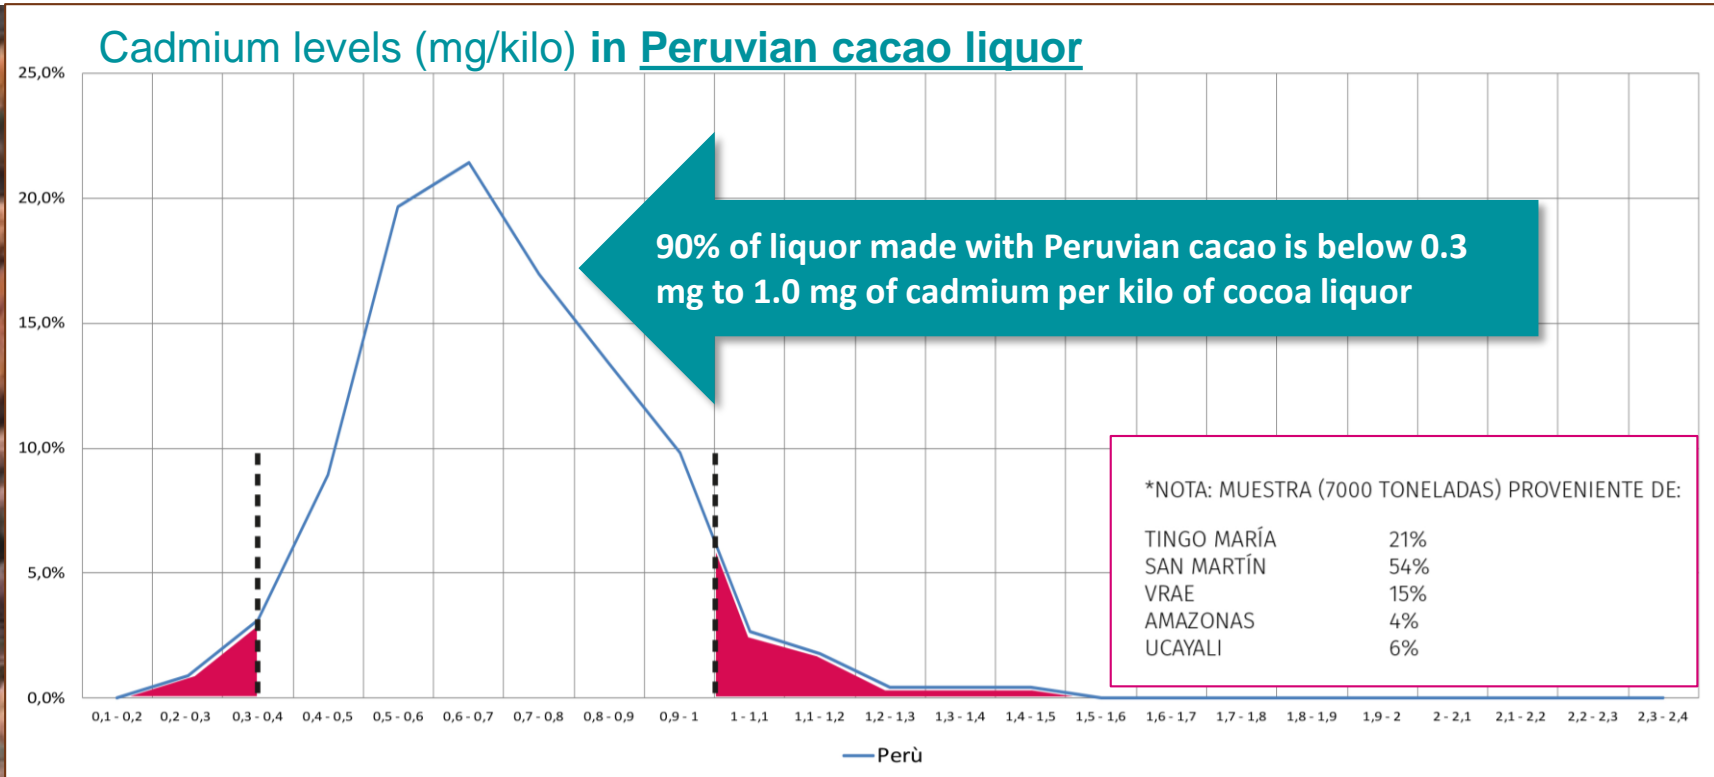 Cadmium levels (mg/kilo) in Peruvian cacao liquor
25,0%
20,0%
15,0%
10,0%
5,0%
0,0%
90% of liquor made with Peruvian cacao is below 0.3
mg to 1.0 mg of cadmium per kilo of cocoa liquor
*NOTA: MUESTRA (7000 TONELADAS) PROVENIENTE DE:
TINGO MARÍA 21%
SAN MARTÍN 54%
VRAE 15%
AMAZONAS 4%
UCAYALI 6%
0,1 - 0,2 0,2 - 0,3 0,3 - 0,4 0,4 - 0,5 0,5 - 0,6 0,6 - 0,7 0,7 - 0,8 0,8 - 0,9 0,9 - 1 1 - 1,1 1,1 - 1,2 1,2 - 1,3 1,3 - 1,4 1,4 - 1,5 1,5 - 1,6 1,6 - 1,7 1,7 - 1,8 1,8 - 1,9 1,9 - 2 2 - 2,1 2,1 - 2,2 2,2 - 2,3 2,3 - 2,4
Perù